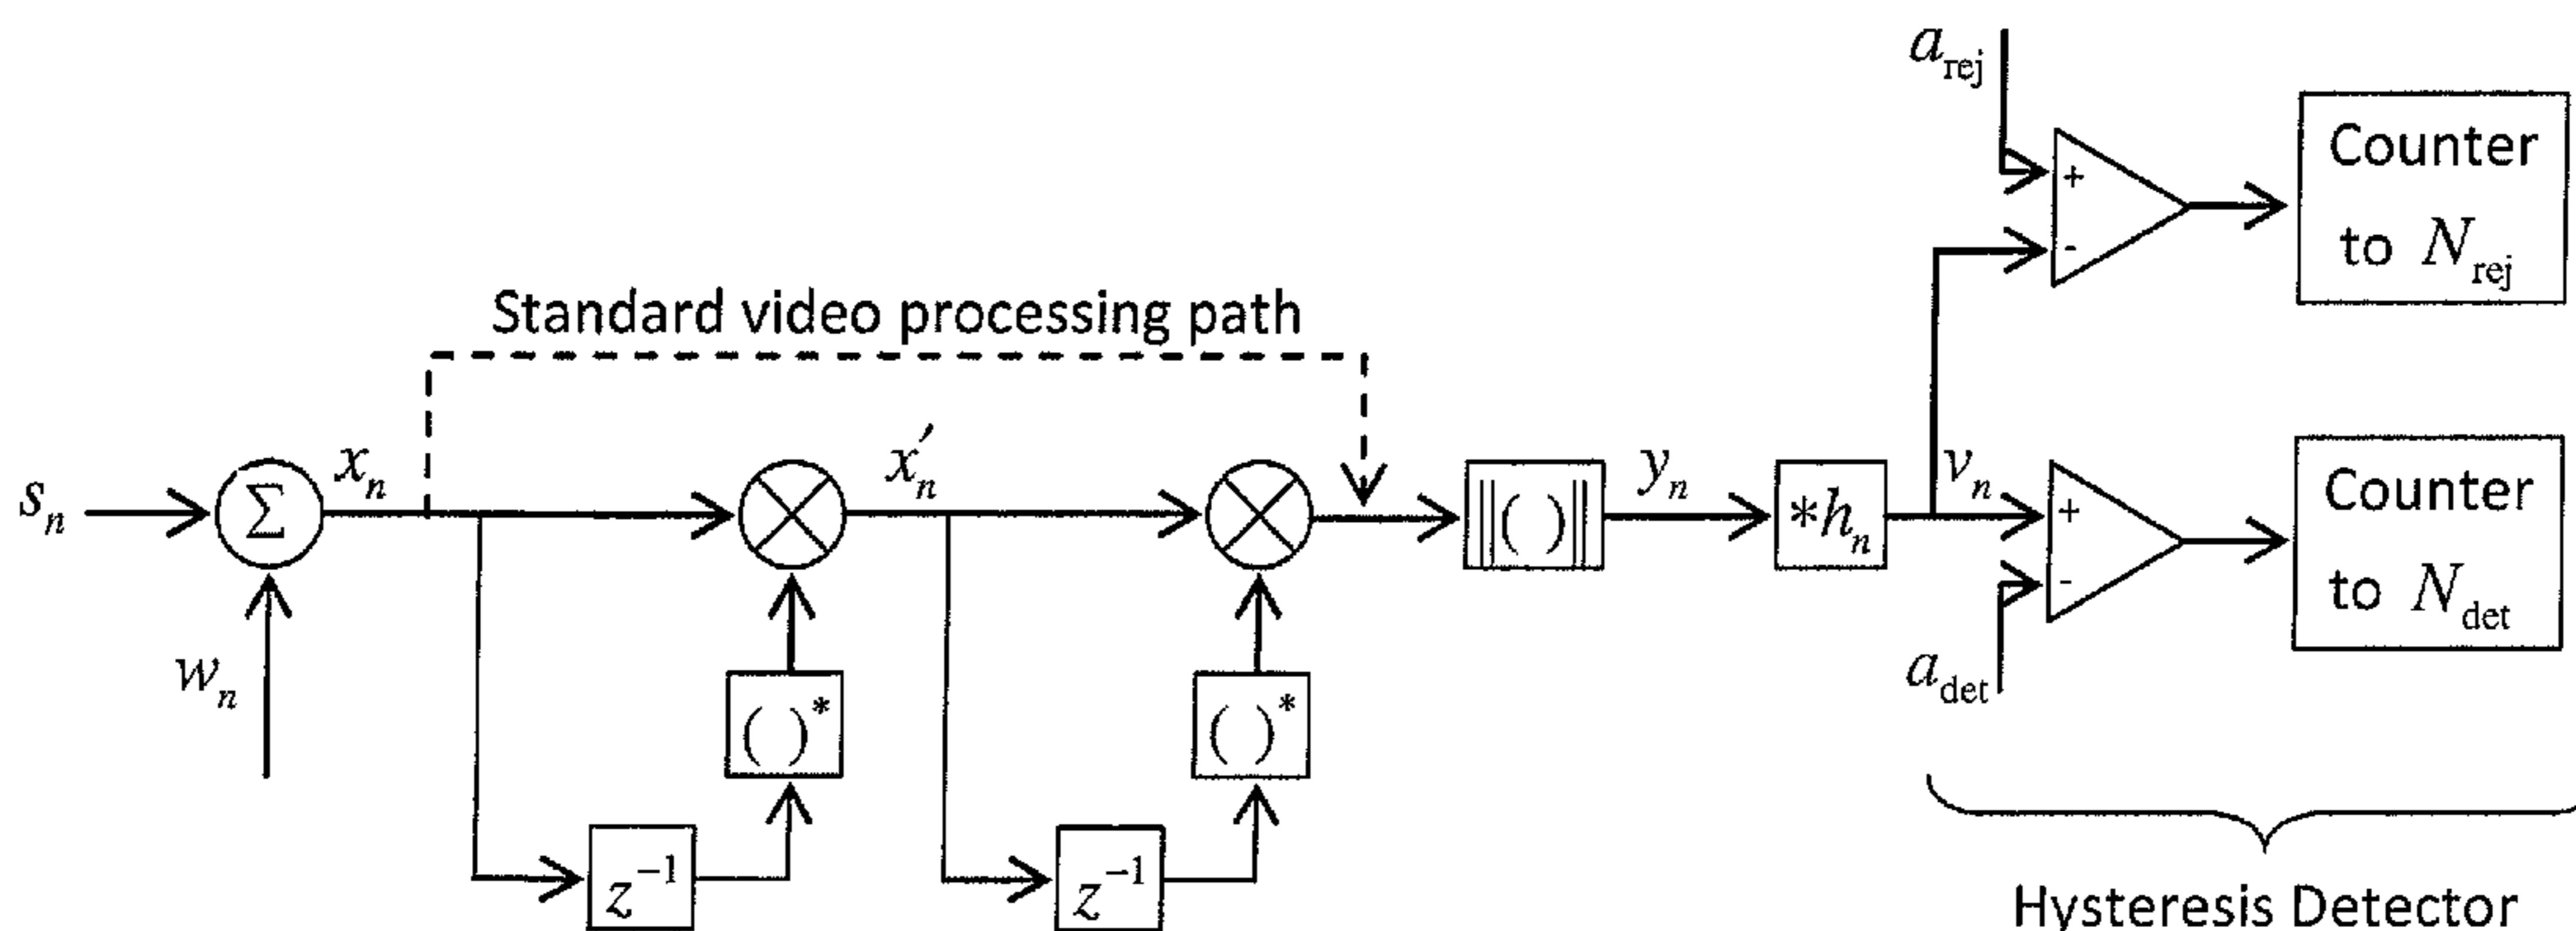 a_rej
+
-
Counter
to N_rej
Standard video processing path
s_n
Σ
x_n
x'_n
‖( )‖
y_n
*h_n
v_n
+
-
Counter
to N_det
w_n
( )*
( )*
a_det
z^{-1}
z^{-1}
Hysteresis Detector